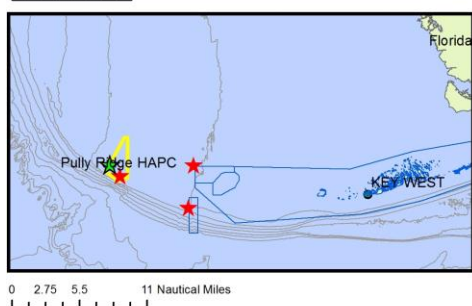 Florida
Pully Ridge HAPC
KEY WEST
0 2.75 5.5 11 Nautical Miles